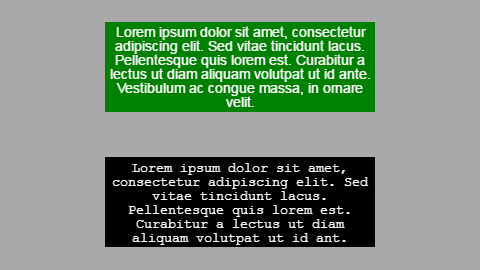 Lorem ipsum dolor sit amet, consectetur
adipiscing elit. Sed vitae tincidunt lacus.
Pellentesque quis lorem est. Curabitur a
lectus ut diam aliquam volutpat ut id ante.
Vestibulum ac congue massa, in ornare
velit.
Lorem ipsum dolor sit amet,
consectetur adipiscing elit. Sed
vitae tincidunt lacus.
Pellentesque quis lorem est.
Curabitur a lectus ut diam
aliquam volutpat ut id ant.